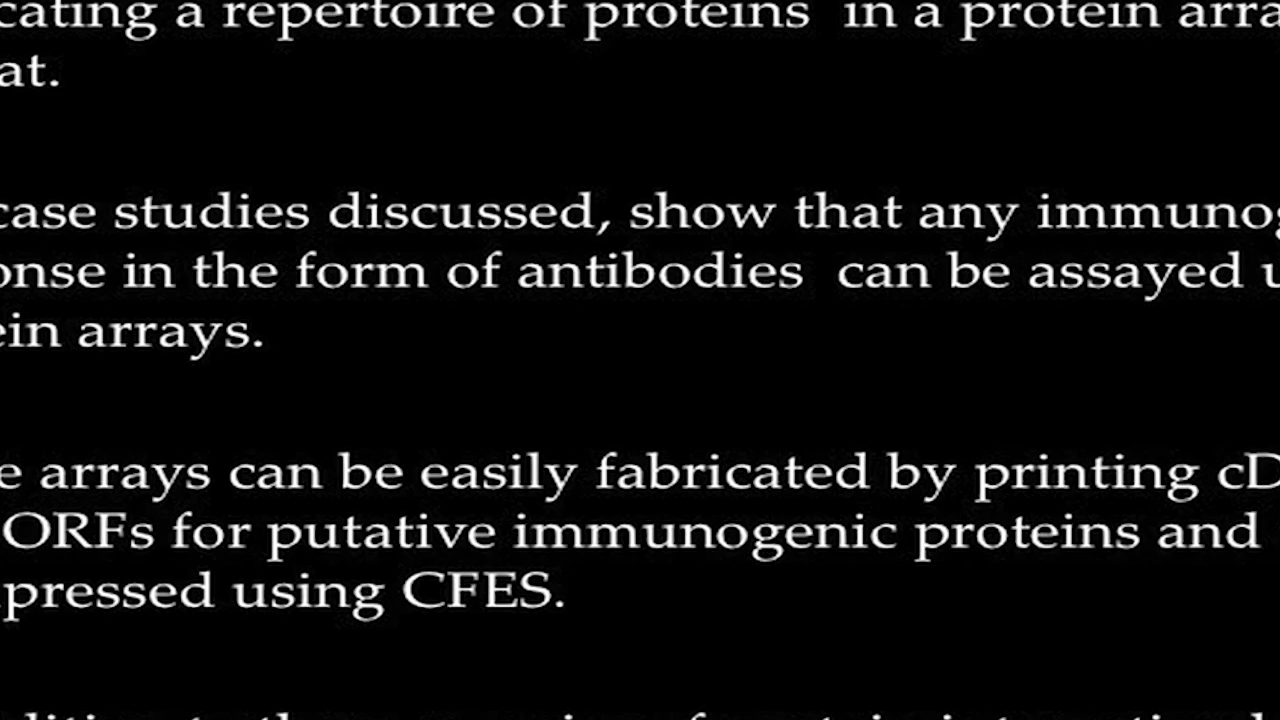 cating a repertoire of proteins in a protein arra
at.
case studies discussed, show that any immunog
onse in the form of antibodies can be assayed u
ein arrays.
e arrays can be easily fabricated by printing cD
ORFs for putative immunogenic proteins and
pressed using CFES.